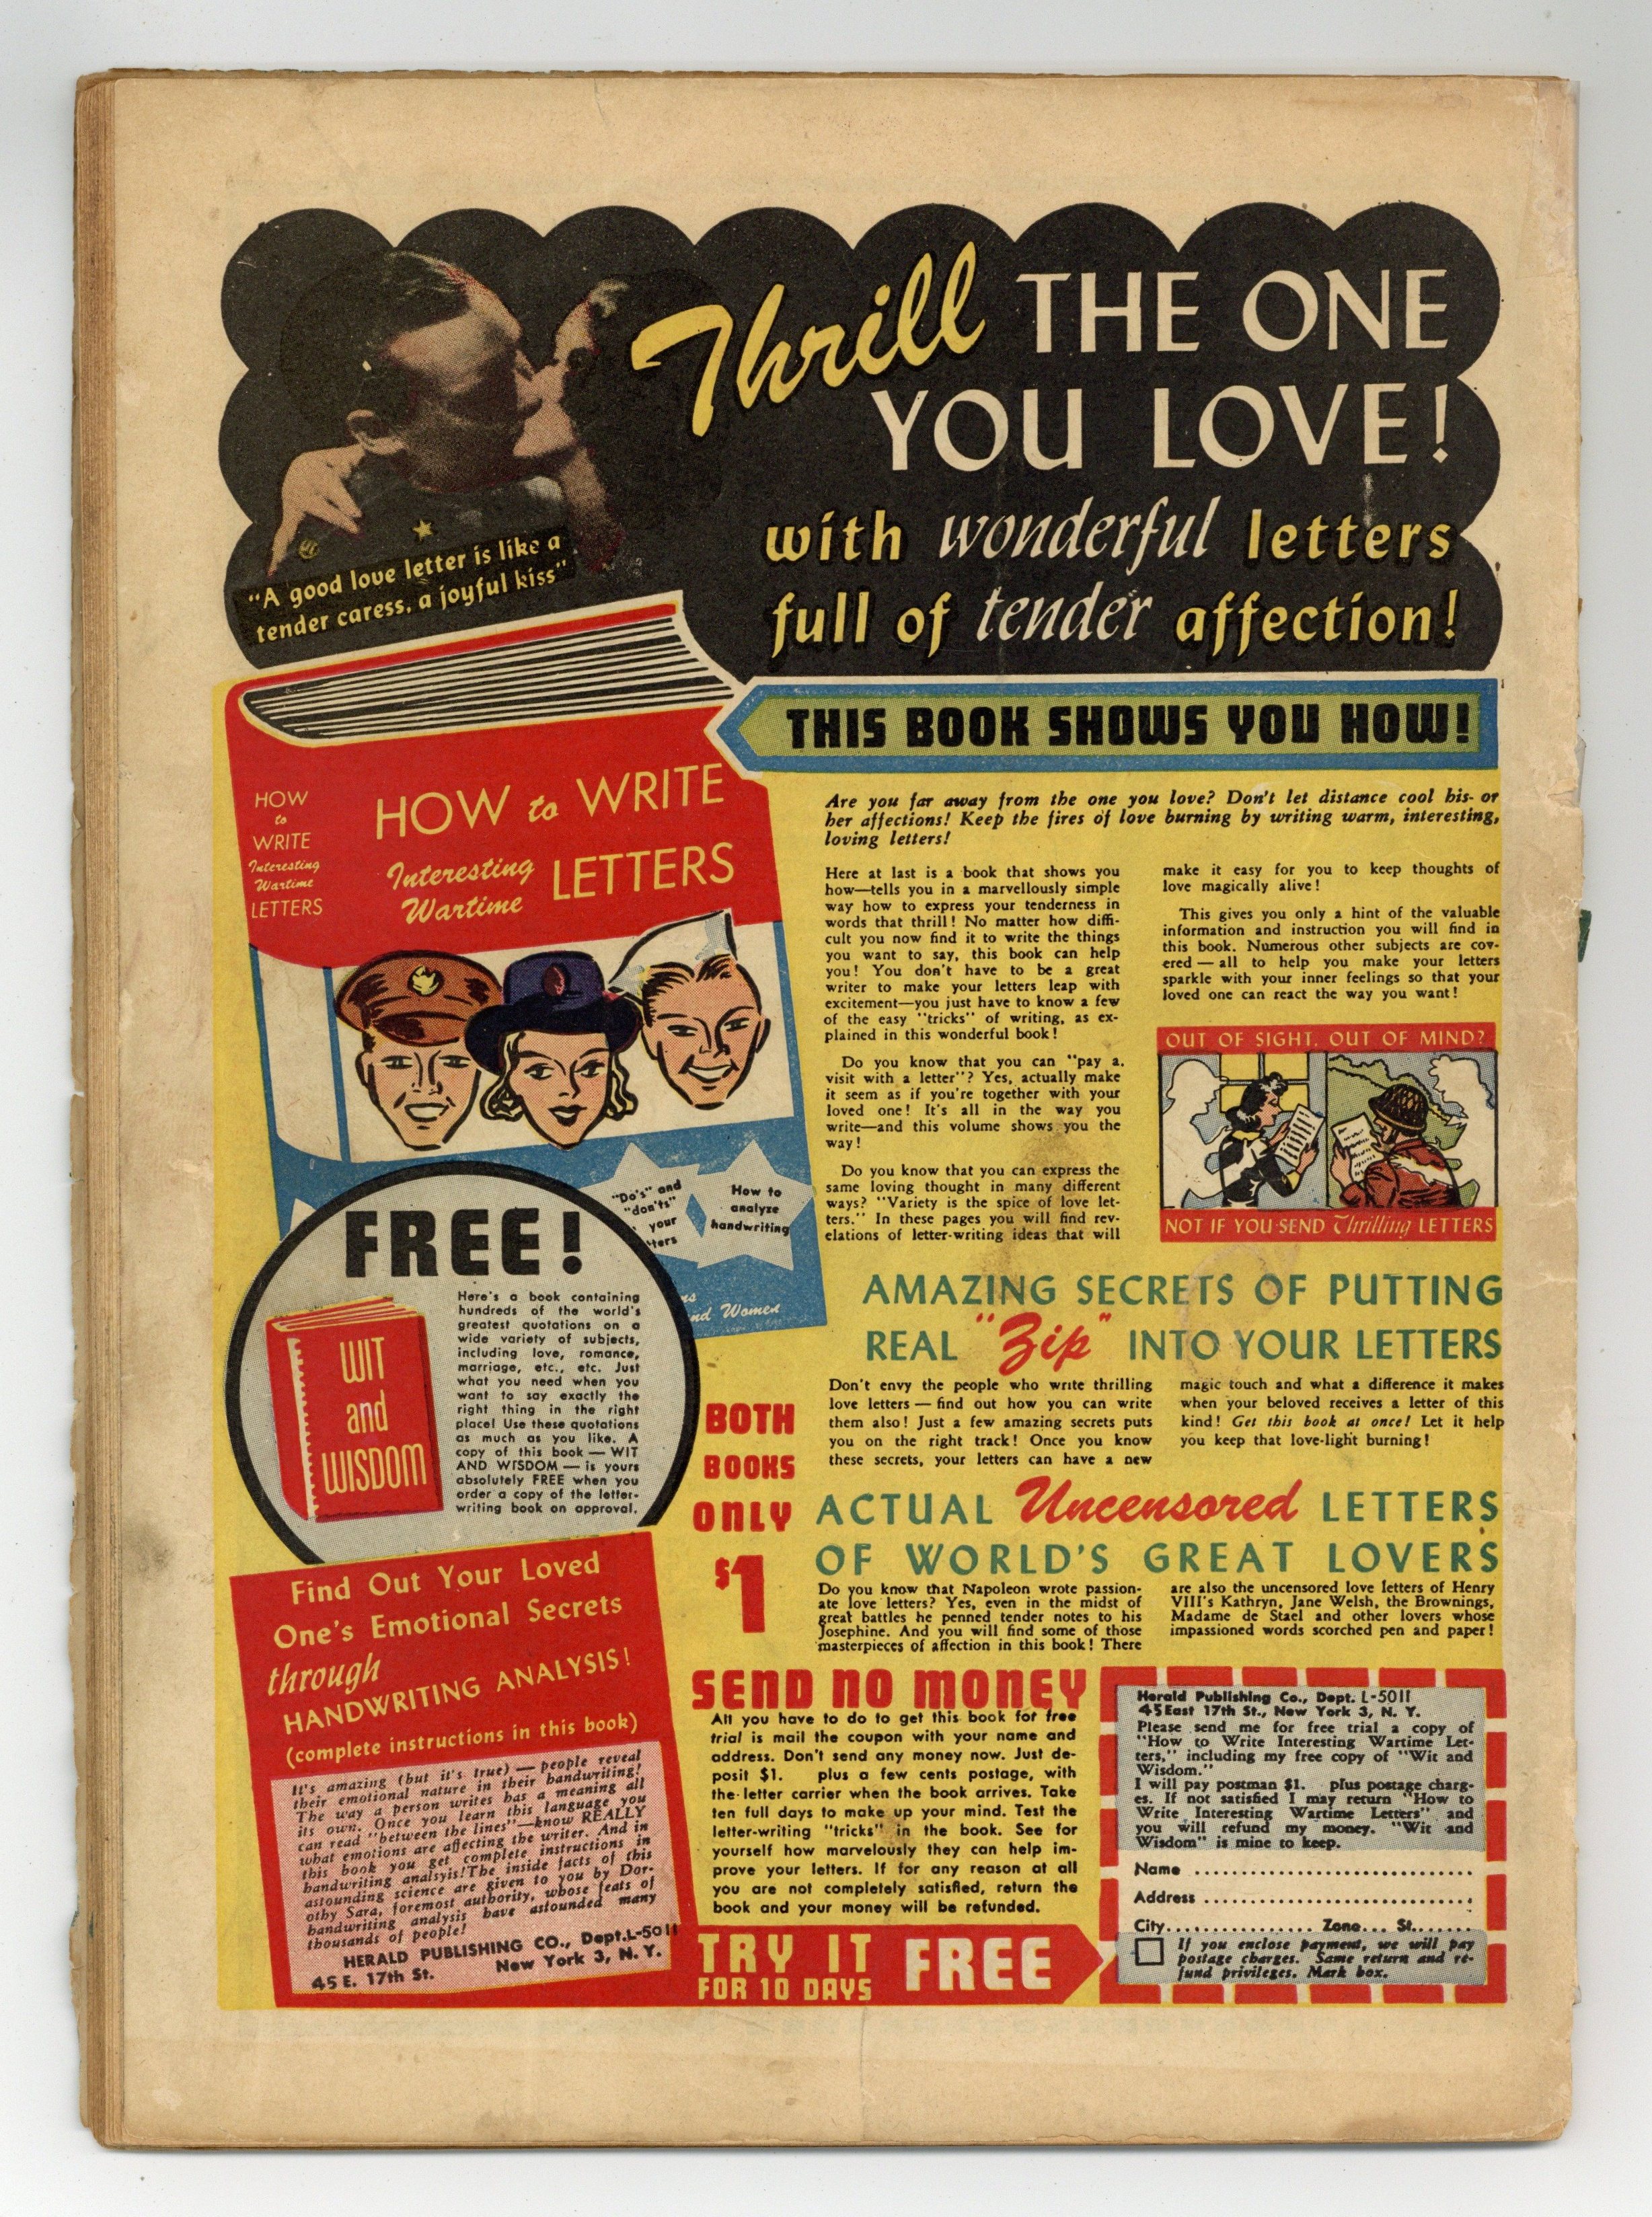 Thrill THE ONE
YOU LOVE!
with wonderful letters
full of tender affection!
"A good love letter is like a
tender caress, a joyful kiss"
THIS BOOK SHOWS YOU HOW!
HOW
to
WRITE
Interesting
Wartime
LETTERS
HOW to WRITE
Interesting
Wartime LETTERS
"Do's" and
"don'ts"
your
How to
analyze
handwriting
nd Women
Are you far away from the one you love? Don't let distance cool his- or
her affections! Keep the fires of love burning by writing warm, interesting,
loving letters!
Here at last is a book that shows you
how—tells you in a marvellously simple
way how to express your tenderness in
words that thrill! No matter how diffi-
cult you now find it to write the things
you want to say, this book can help
you! You don't have to be a great
writer to make your letters leap with
excitement—you just have to know a few
of the easy "tricks" of writing, as ex-
plained in this wonderful book!
Do you know that you can "pay a
visit with a letter"? Yes, actually make
it seem as if you're together with your
loved one! It's all in the way you
write—and this volume shows you the
way!
Do you know that you can express the
same loving thought in many different
ways? "Variety is the spice of love let-
ters." In these pages you will find rev-
elations of letter-writing ideas that will
make it easy for you to keep thoughts of
love magically alive!
This gives you only a hint of the valuable
information and instruction you will find in
this book. Numerous other subjects are cov-
ered — all to help you make your letters
sparkle with your inner feelings so that your
loved one can react the way you want!
OUT OF SIGHT, OUT OF MIND?
NOT IF YOU SEND Thrilling LETTERS
FREE!
WIT
and
WISDOM
Here's a book containing
hundreds of the world's
greatest quotations on a
wide variety of subjects,
including love, romance,
marriage, etc., etc. Just
what you need when you
want to say exactly the
right thing in the right
place! Use these quotations
as much as you like. A
copy of this book — WIT
AND WISDOM — is yours
absolutely FREE when you
order a copy of the letter-
writing book on approval.
AMAZING SECRETS OF PUTTING
REAL "Zip" INTO YOUR LETTERS
Don't envy the people who write thrilling
love letters — find out how you can write
them also! Just a few amazing secrets puts
you on the right track! Once you know
these secrets, your letters can have a new
magic touch and what a difference it makes
when your beloved receives a letter of this
kind! Get this book at once! Let it help
you keep that love-light burning!
BOTH
BOOKS
ONLY
$1
ACTUAL Uncensored LETTERS
OF WORLD'S GREAT LOVERS
Do you know that Napoleon wrote passion-
ate love letters? Yes, even in the midst of
great battles he penned tender notes to his
Josephine. And you will find some of those
masterpieces of affection in this book! There
are also the uncensored love letters of Henry
VIII's Kathryn, Jane Welsh, the Brownings,
Madame de Stael and other lovers whose
impassioned words scorched pen and paper!
Find Out Your Loved
One's Emotional Secrets
through
HANDWRITING ANALYSIS!
(complete instructions in this book)
It's amazing (but it's true) — people reveal
their emotional nature in their handwriting!
The way a person writes has a meaning all
its own. Once you learn this language you
can read "between the lines"—know REALLY
what emotions are affecting the writer. And in
this book you get complete instructions in
handwriting analsyis! The inside facts of this
astounding science are given to you by Dor-
othy Sara, foremost authority, whose feats of
handwriting analysis have astounded many
thousands of people!
HERALD PUBLISHING CO., Dept. L-5011
45 E. 17th St. New York 3, N. Y.
SEND NO MONEY
All you have to do to get this book for free
trial is mail the coupon with your name and
address. Don't send any money now. Just de-
posit $1. plus a few cents postage, with
the letter carrier when the book arrives. Take
ten full days to make up your mind. Test the
letter-writing "tricks" in the book. See for
yourself how marvelously they can help im-
prove your letters. If for any reason at all
you are not completely satisfied, return the
book and your money will be refunded.
TRY IT
FOR 10 DAYS FREE
Herald Publishing Co., Dept. L-5011
45 East 17th St., New York 3, N. Y.
Please send me for free trial a copy of
"How to Write Interesting Wartime Let-
ters," including my free copy of "Wit and
Wisdom."
I will pay postman $1. plus postage charg-
es. If not satisfied I may return "How to
Write Interesting Wartime Letters" and
you will refund my money. "Wit and
Wisdom" is mine to keep.
Name ................................
Address ..............................
City................ Zone... St.......
If you enclose payment, we will pay
postage charges. Same return and re-
fund privileges. Mark box.